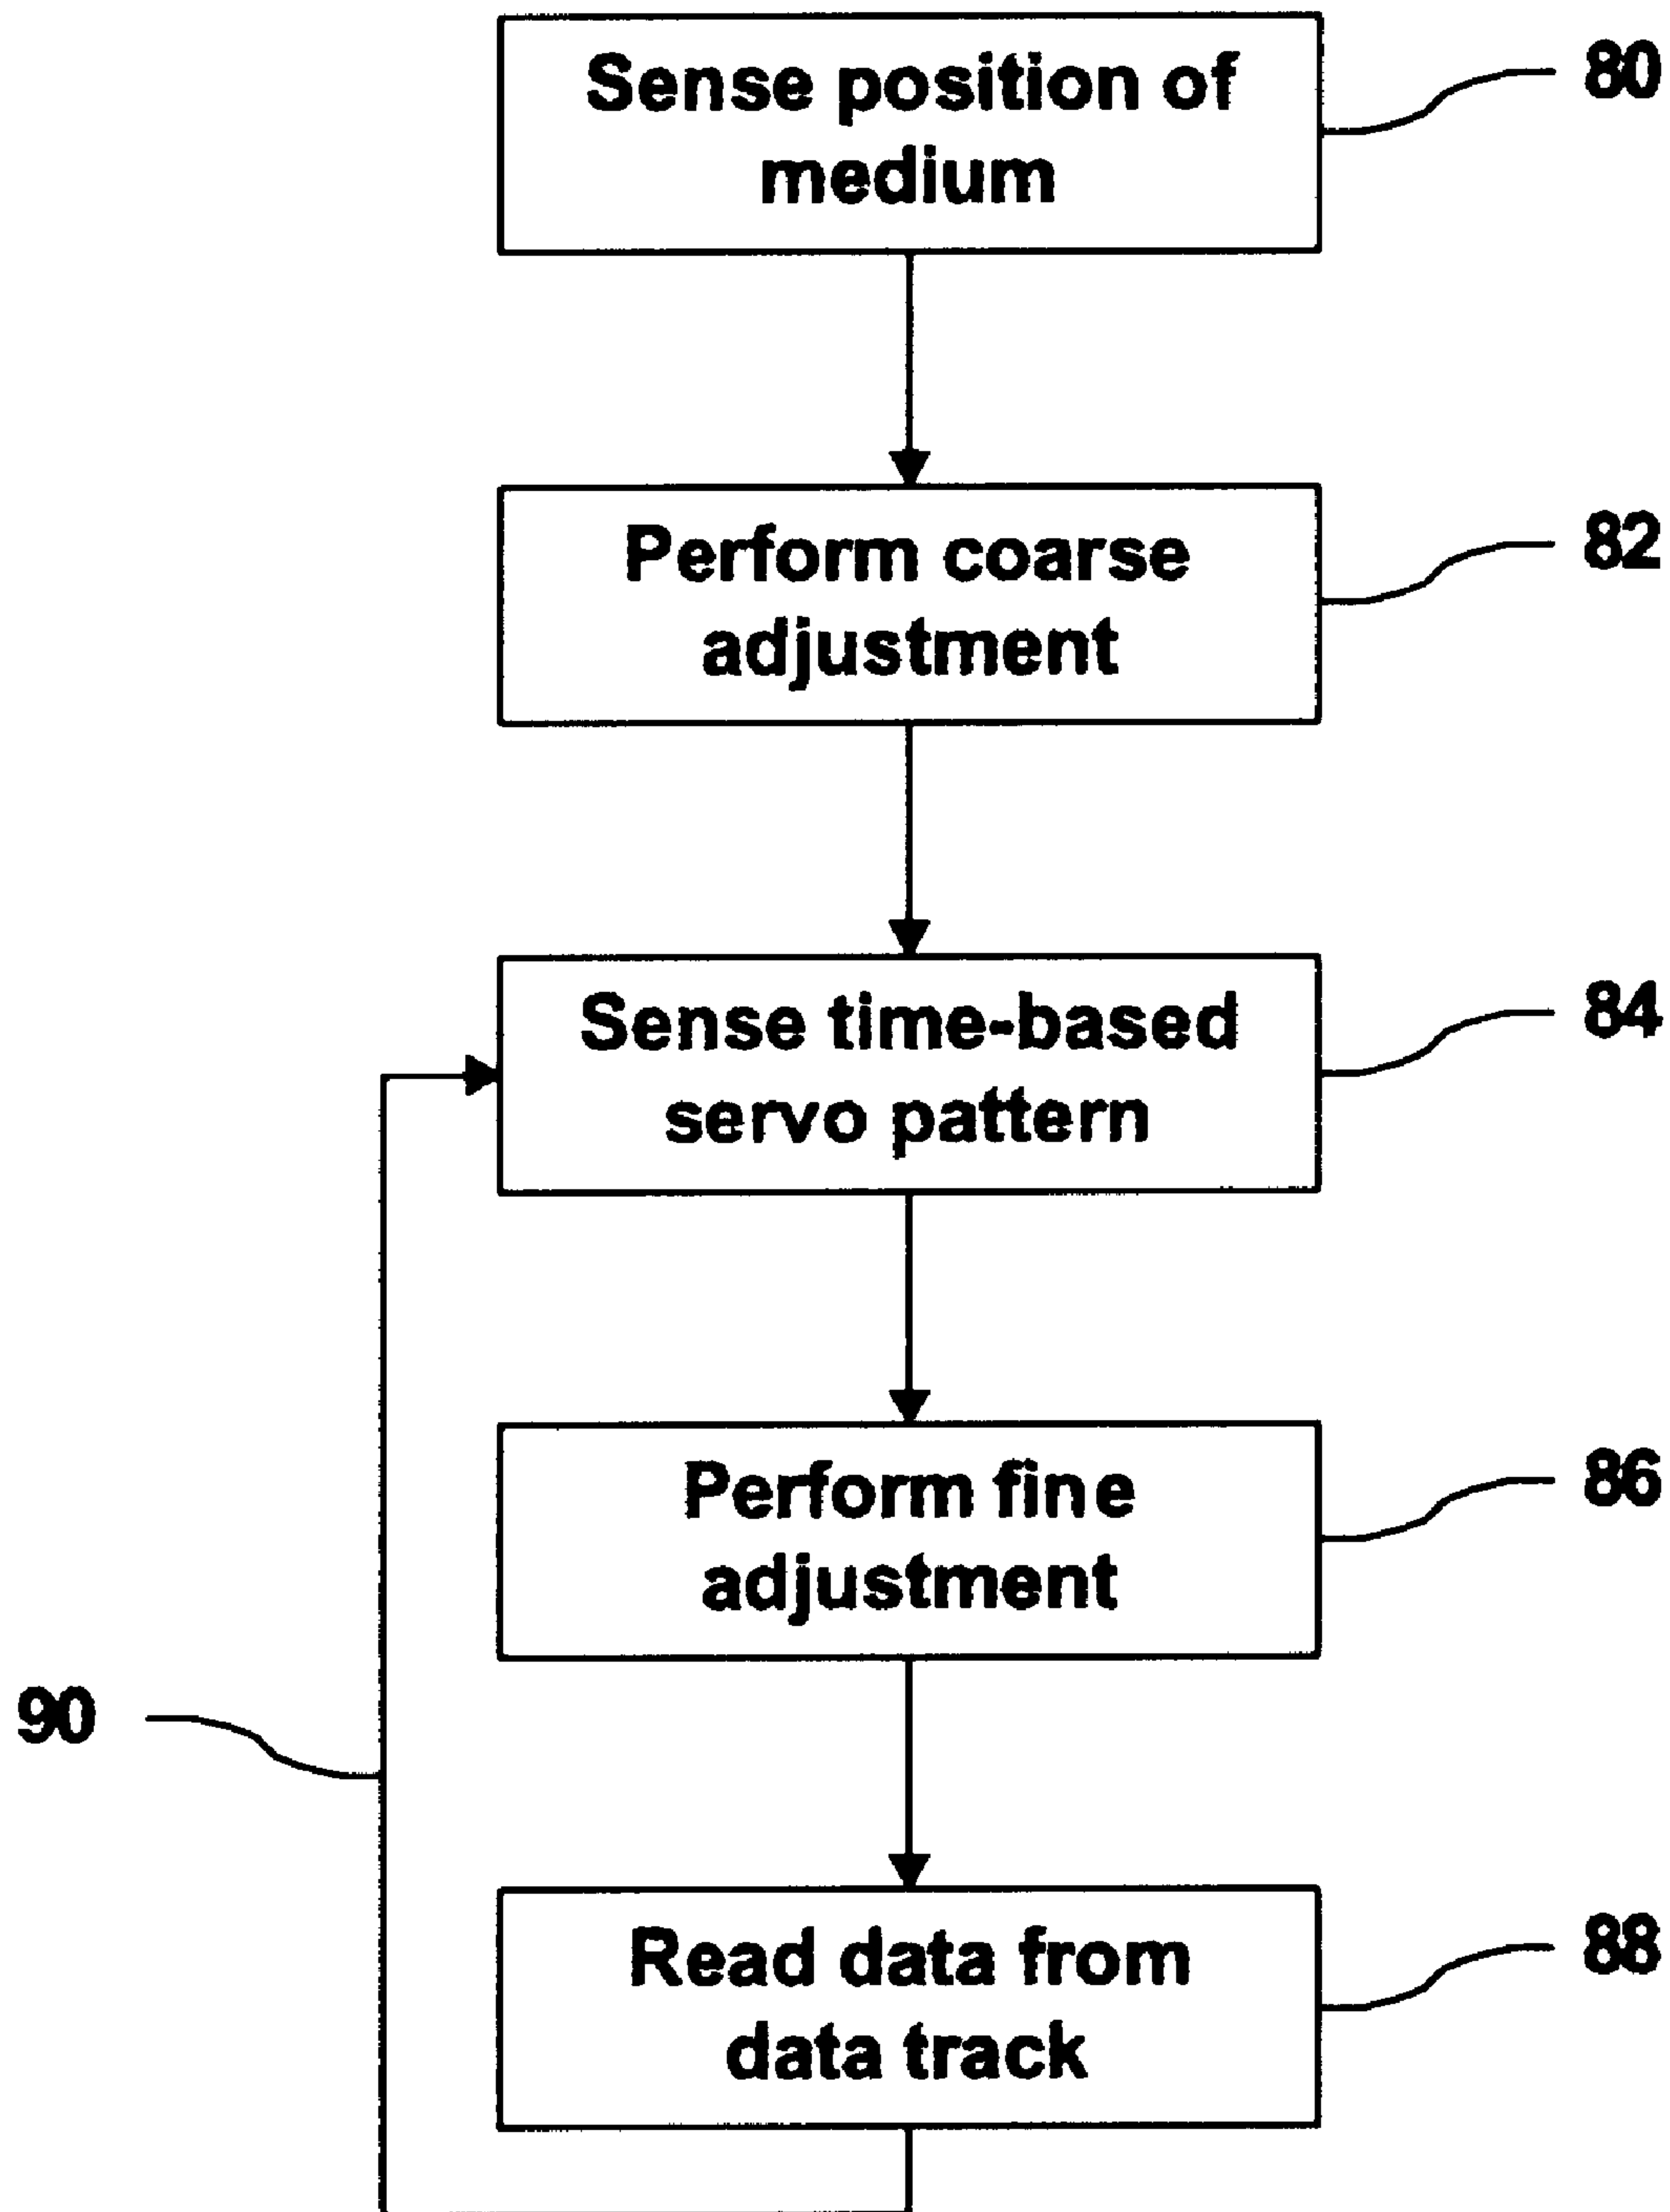 Sense position of
medium
80
Perform coarse
adjustment
82
Sense time-based
servo pattern
84
Perform fine
adjustment
86
90
Read data from
data track
88